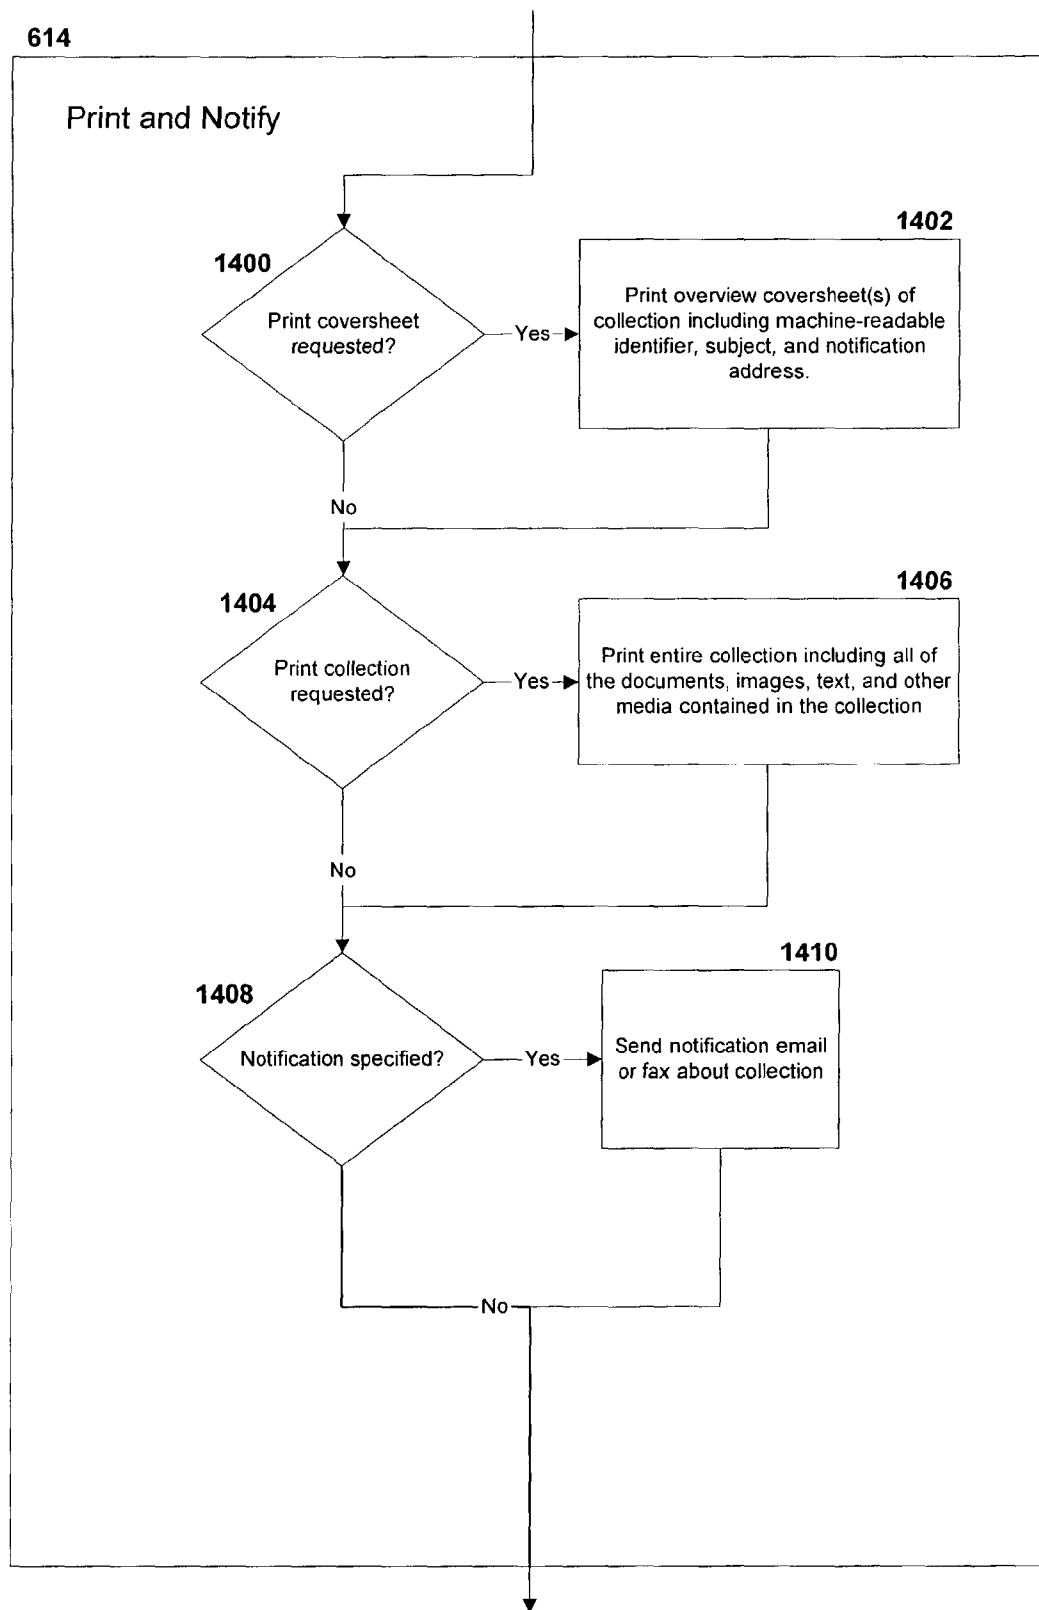 614
Print and Notify
1400
Print coversheet
requested?
Yes
1402
Print overview coversheet(s) of
collection including machine-readable
identifier, subject, and notification
address.
No
1404
Print collection
requested?
Yes
1406
Print entire collection including all of
the documents, images, text, and other
media contained in the collection
No
1408
Notification specified?
Yes
1410
Send notification email
or fax about collection
No